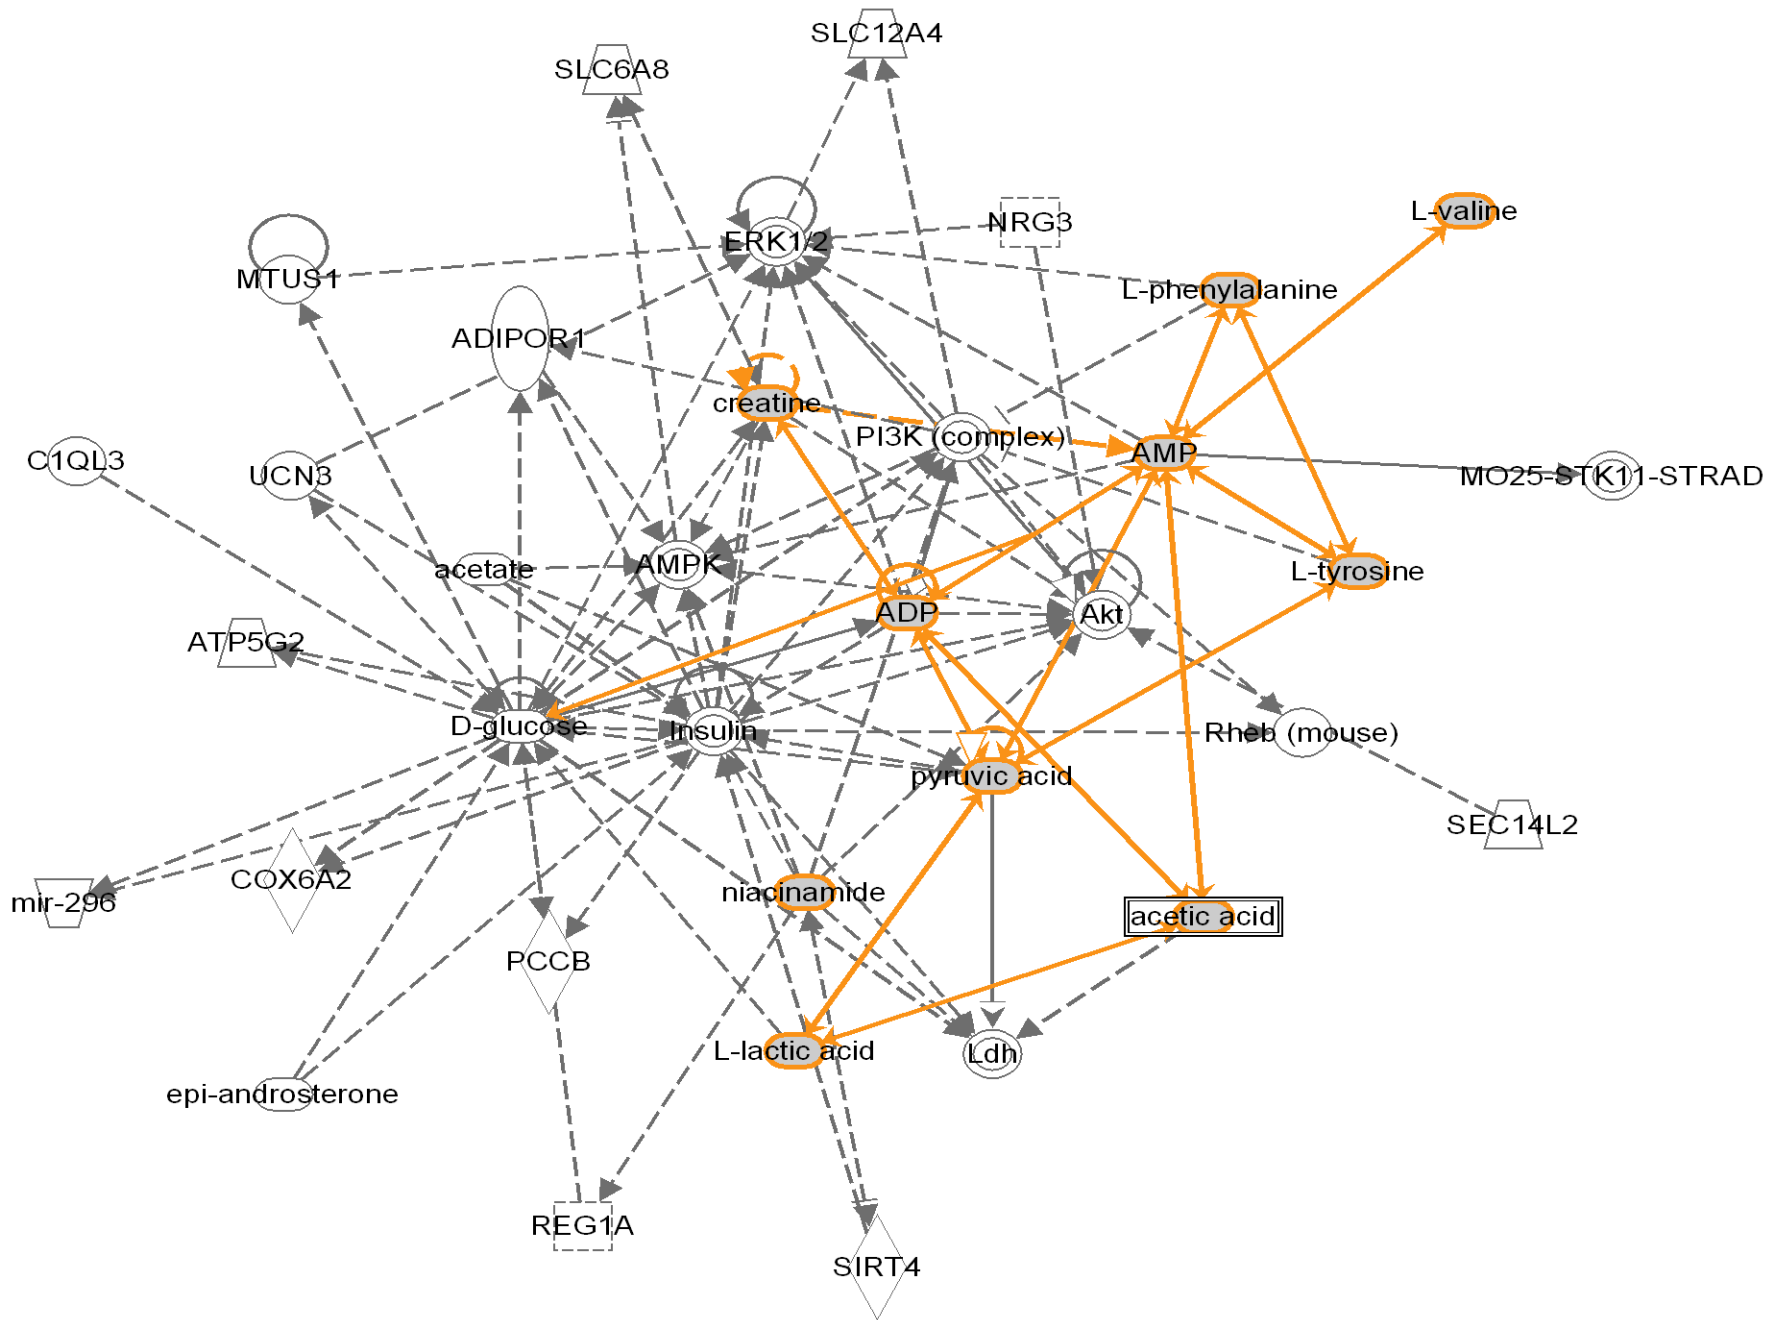 SLC12A4
SLC6A8
L-valine
NRG3
ERK1/2
MTUS1
L-phenylalanine
ADIPOR1
creatine
PI3K (complex)
AMP
C1QL3
UCN3
MO25-STK11-STRAD
acetate
AMPK
L-tyrosine
ADP
Akt
ATP5G2
D-glucose
Insulin
Rheb (mouse)
pyruvic acid
SEC14L2
COX6A2
niacinamide
mir-296
acetic acid
PCCB
L-lactic acid
Ldh
epi-androsterone
REG1A
SIRT4